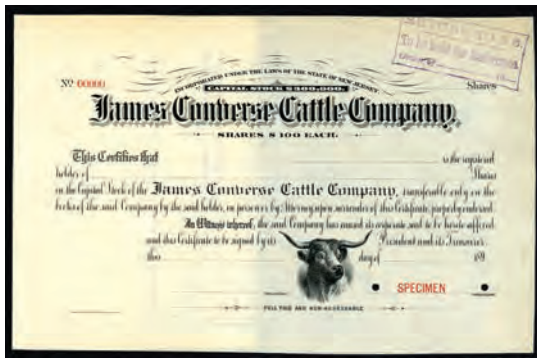 To be held for Reference.
INCORPORATED UNDER THE LAWS OF THE STATE OF NEW JERSEY.
No 00000
CAPITAL STOCK $300,000.
Shares
James Converse Cattle Company.
SHARES $100 EACH.
This Certifies that is the registered
holder of Shares
in the Capital Stock of the James Converse Cattle Company, transferable only on the
books of the said Company by the said holder, in person or by Attorney upon surrender of this Certificate, properly endorsed.
In Witness whereof, the said Company has caused its corporate seal to be hereto affixed
and this Certificate to be signed by its President and its Treasurer
this day of 189
SPECIMEN
FULL PAID AND NON-ASSESSABLE.